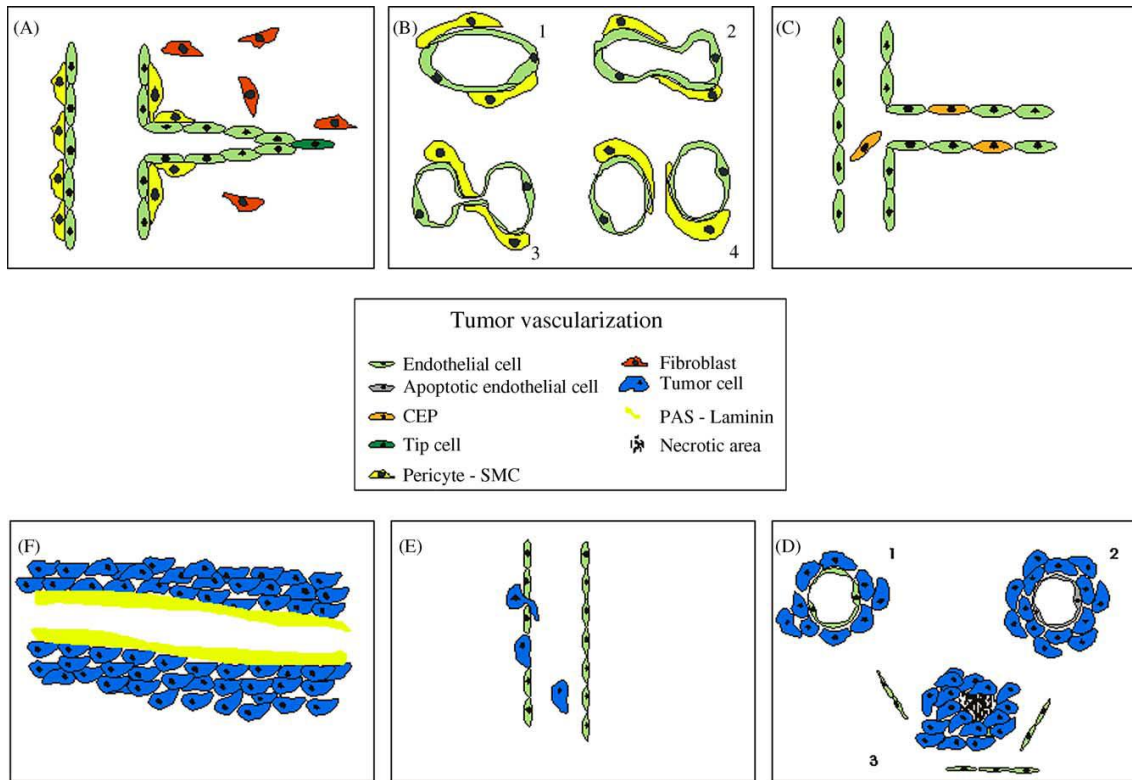 (A)
(B)
1
2
3
4
(C)
Tumor vascularization
Endothelial cell
Apoptotic endothelial cell
CEP
Tip cell
Pericyte - SMC
Fibroblast
Tumor cell
PAS - Laminin
Necrotic area
(F)
(E)
(D)
1
2
3